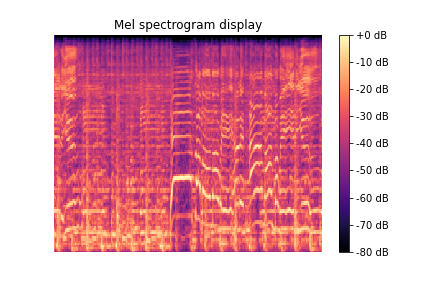 Mel spectrogram display
+0 dB
-10 dB
-20 dB
-30 dB
-40 dB
-50 dB
-60 dB
-70 dB
-80 dB